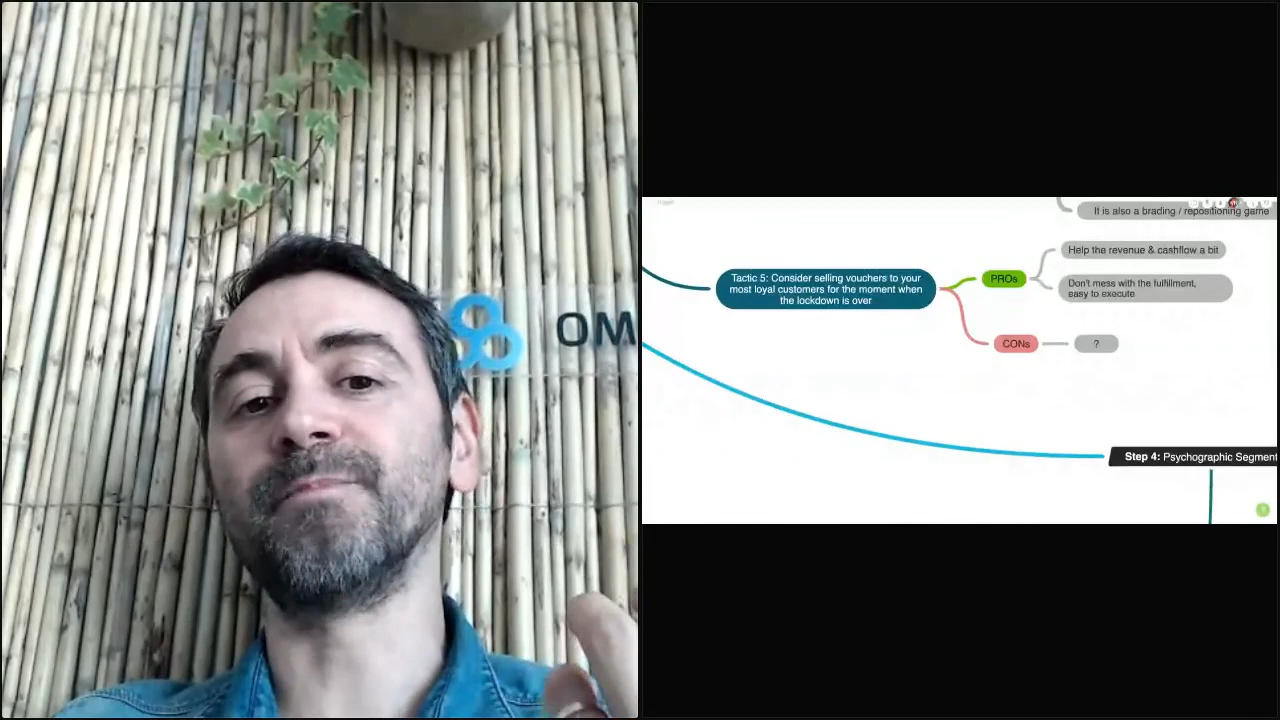 OM
It is also a brading / repositioning game
Help the revenue & cashflow a bit
Tactic 5: Consider selling vouchers to your
most loyal customers for the moment when
the lockdown is over
PROs
Don't mess with the fulfillment,
easy to execute
CONs
?
Step 4: Psychographic Segment